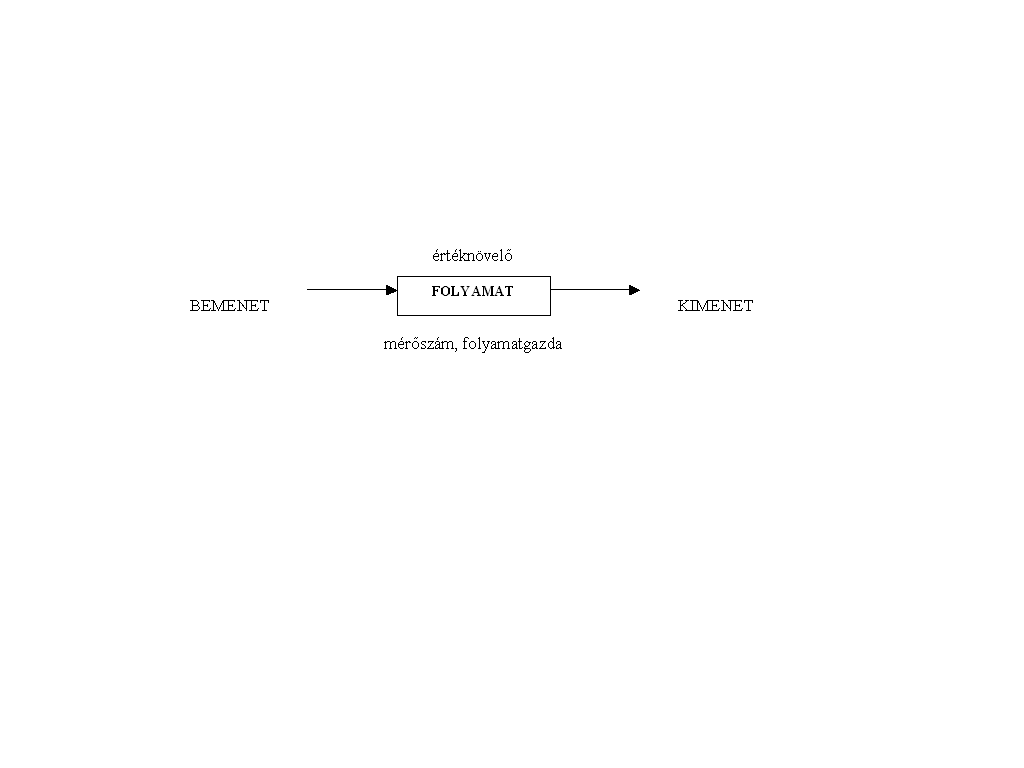 értéknövelő
FOLYAMAT
BEMENET
KIMENET
mérőszám, folyamatgazda